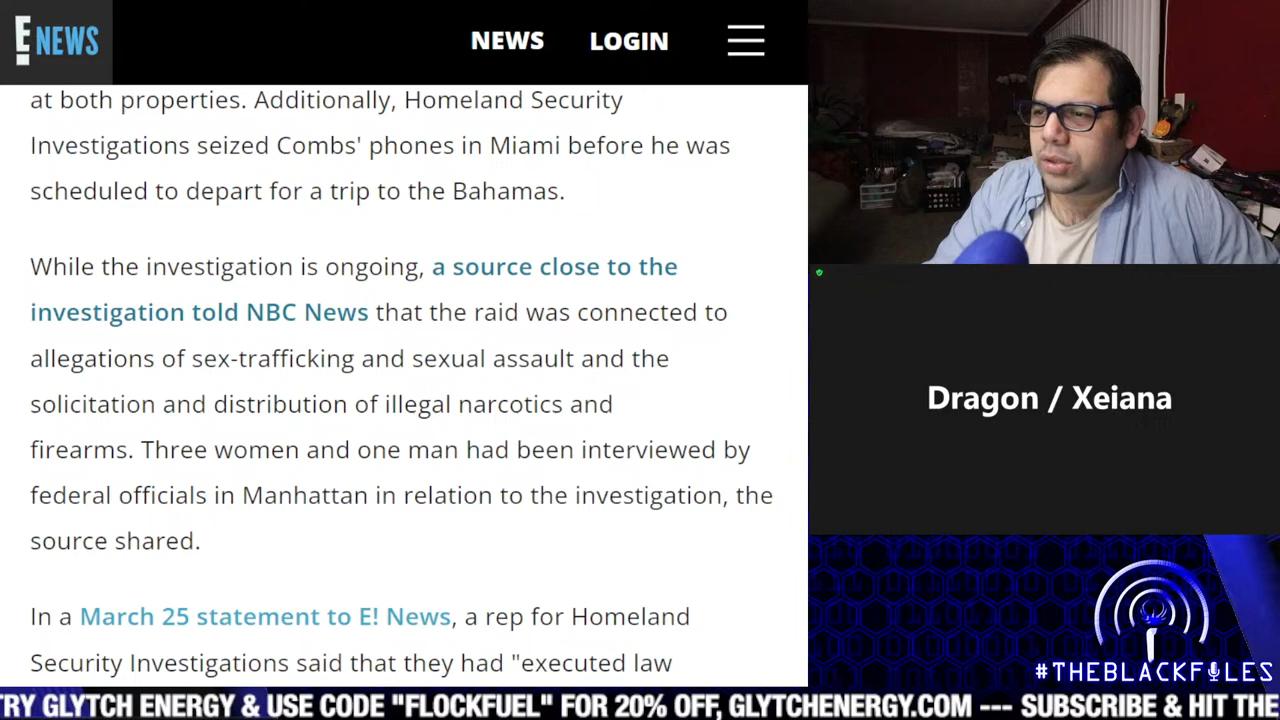 E!
NEWS
NEWS
LOGIN
at both properties. Additionally, Homeland Security
Investigations seized Combs' phones in Miami before he was
scheduled to depart for a trip to the Bahamas.
While the investigation is ongoing, a source close to the
investigation told NBC News that the raid was connected to
allegations of sex-trafficking and sexual assault and the
solicitation and distribution of illegal narcotics and
firearms. Three women and one man had been interviewed by
federal officials in Manhattan in relation to the investigation, the
source shared.
In a March 25 statement to E! News, a rep for Homeland
Security Investigations said that they had "executed law
Dragon / Xeiana
#THEBLACKFILES
TRY GLYTCH ENERGY & USE CODE "FLOCKFUEL" FOR 20% OFF, GLYTCHENERGY.COM --- SUBSCRIBE & HIT THE